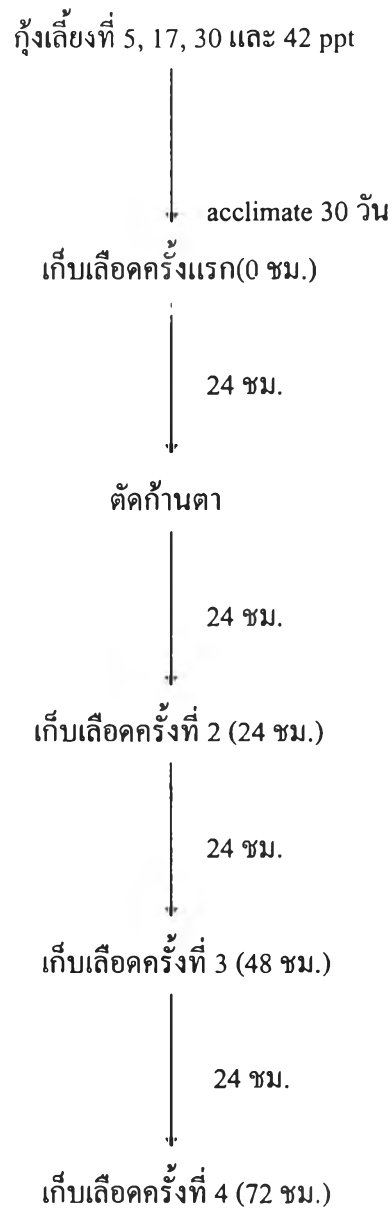 กุ้งเลี้ยงที่ 5, 17, 30 และ 42 ppt
acclimate 30 วัน
เก็บเลือดครั้งแรก(0 ชม.)
24 ชม.
ตัดก้านตา
24 ชม.
เก็บเลือดครั้งที่ 2 (24 ชม.)
24 ชม.
เก็บเลือดครั้งที่ 3 (48 ชม.)
24 ชม.
เก็บเลือดครั้งที่ 4 (72 ชม.)